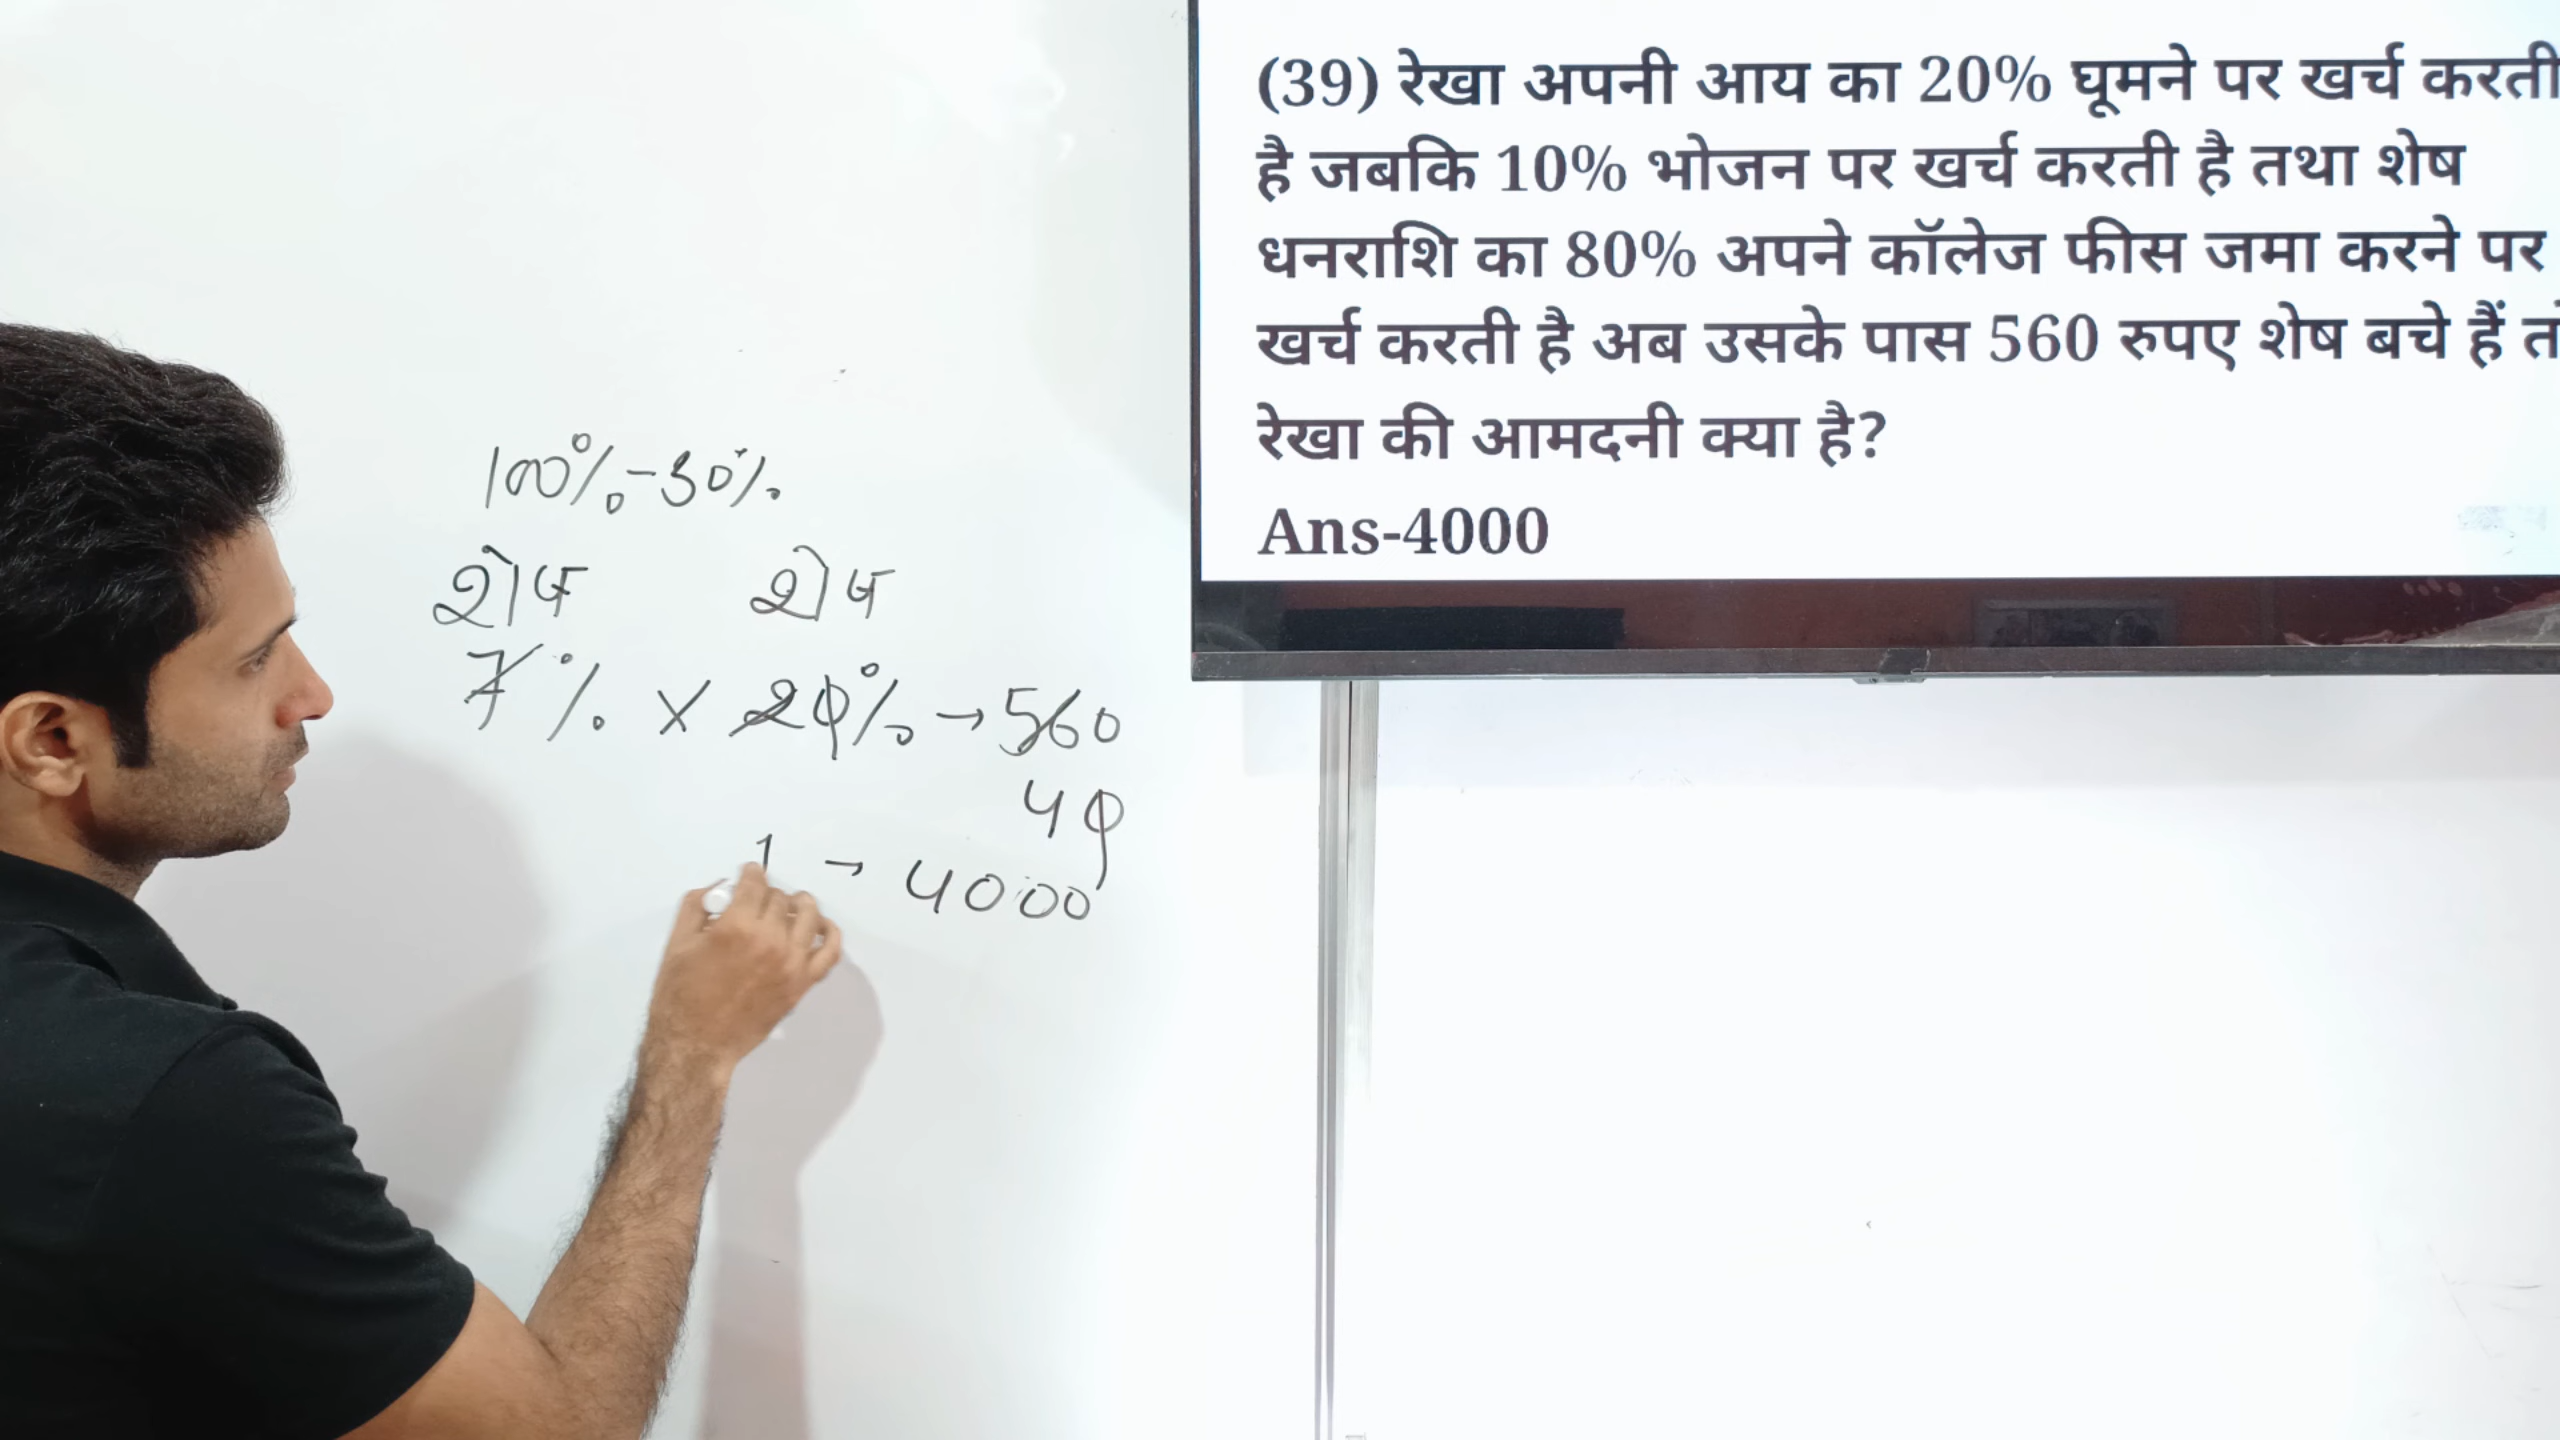 (39) रेखा अपनी आय का 20% घूमने पर खर्च करती
है जबकि 10% भोजन पर खर्च करती है तथा शेष
धनराशि का 80% अपने कॉलेज फीस जमा करने पर
खर्च करती है अब उसके पास 560 रुपए शेष बचे हैं
रेखा की आमदनी क्या है?
Ans-4000
100%-30%
शेष शेष
7% × 20% → 560
40
1 → 4000